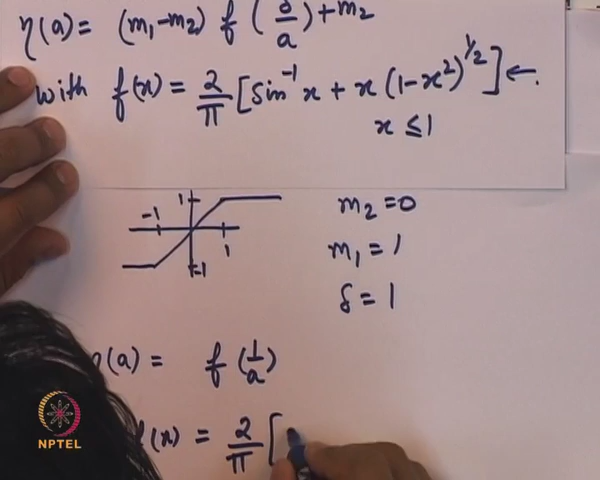 η(a) = (m₁-m₂) f (δ/a) + m₂
with f(x) = 2/π [sin⁻¹ x + x (1-x²)^1/2] ←.
x ≤ 1
1
-1
1
-1
m₂ = 0
m₁ = 1
δ = 1
η(a) = f (1/a)
f(x) = 2/π [
NPTEL